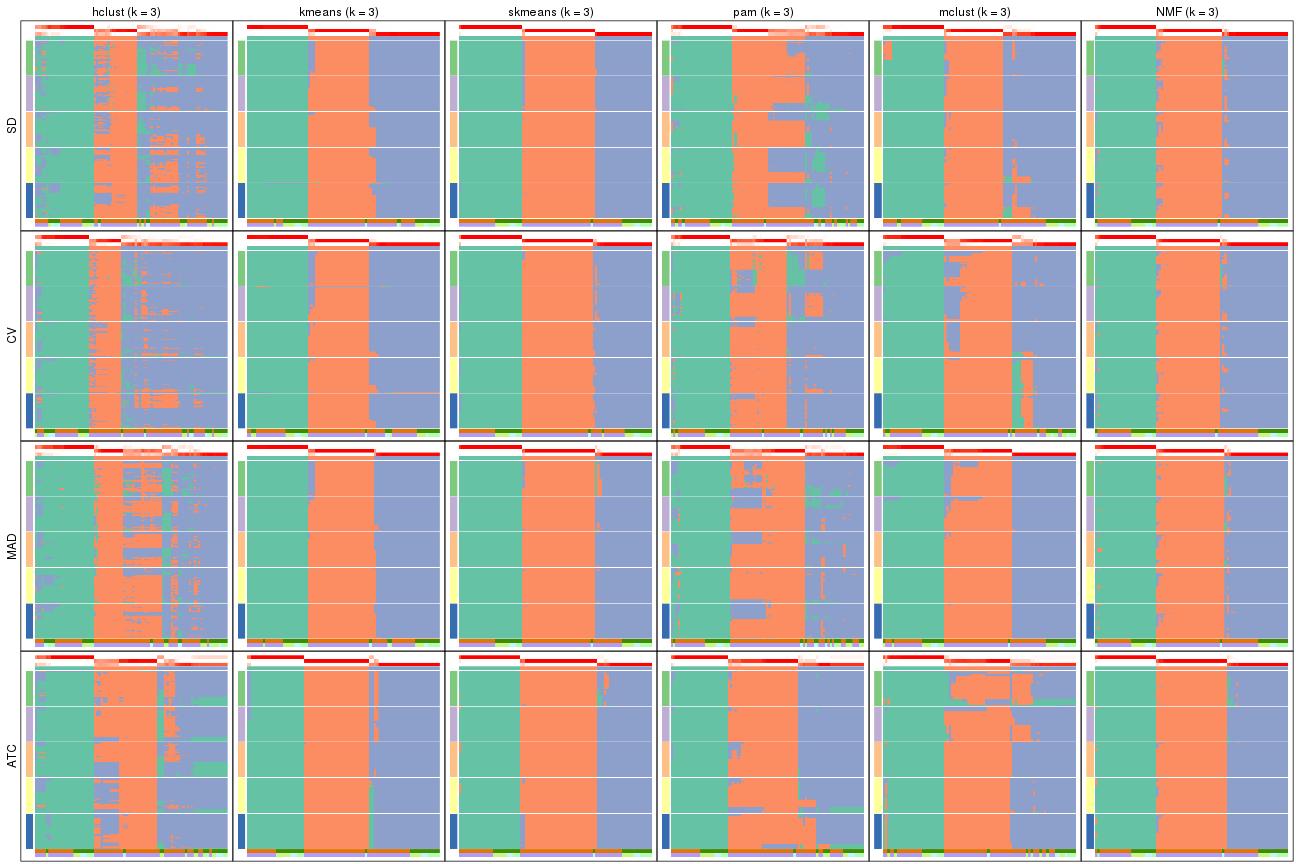 hclust (k = 3) kmeans (k = 3) skmeans (k = 3) pam (k = 3) mclust (k = 3) NMF (k = 3)
SD
CV
MAD
ATC